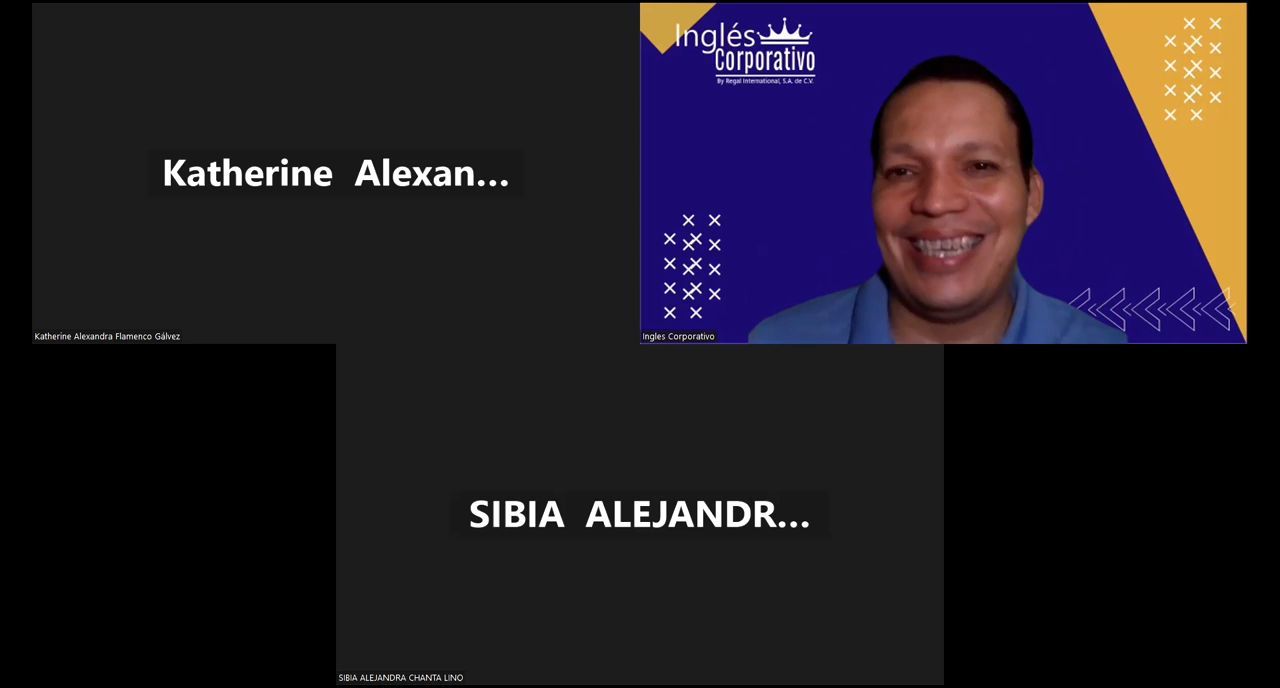 Katherine Alexan...
Katherine Alexandra Flamenco Gálvez
Inglés
Corporativo
By Regal International, S.A. de C.V.
Ingles Corporativo
SIBIA ALEJANDR...
SIBIA ALEJANDRA CHANTA LINO